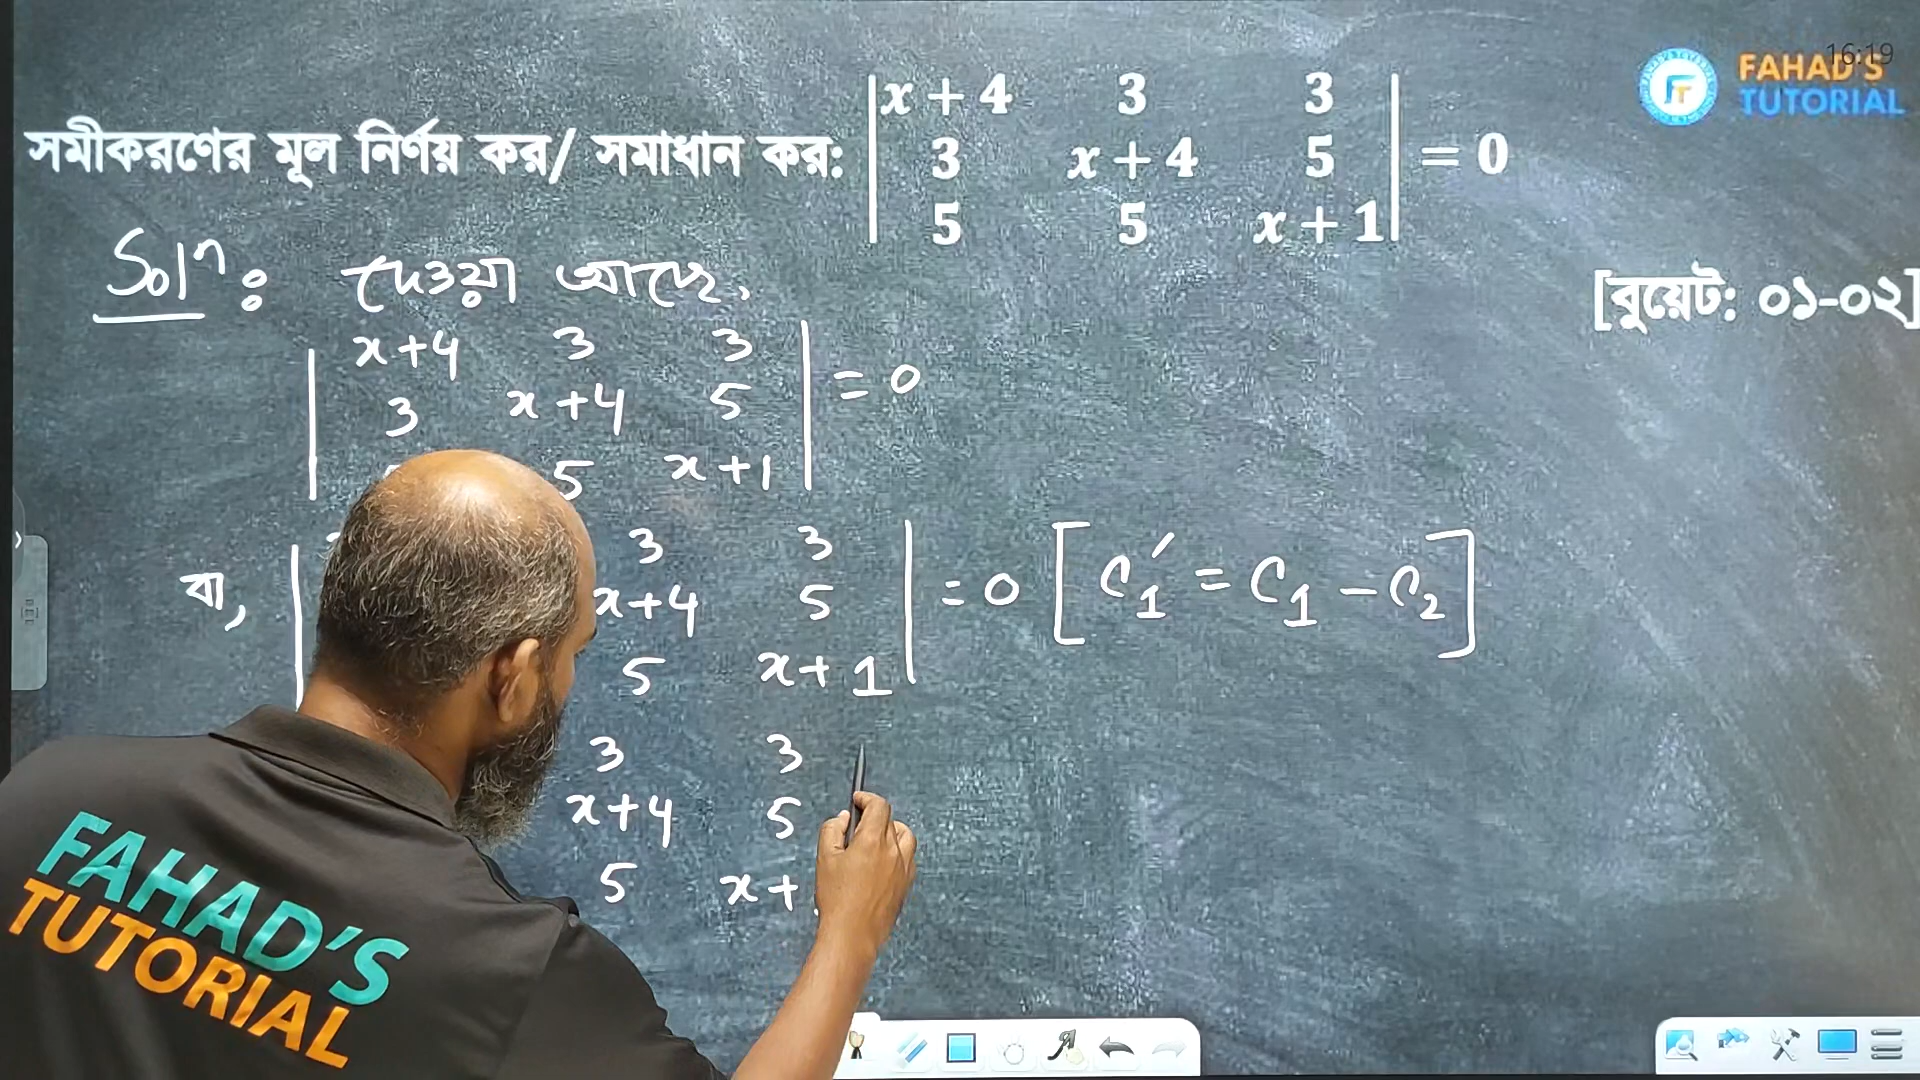 16:19
FAHAD'S
TUTORIAL
সমীকরণের মূল নির্ণয় কর/ সমাধান কর:
|x + 4 3 3|
|3 x + 4 5| = 0
|5 5 x + 1|
[বুয়েট: ০১-০২]
Solⁿ: দেওয়া আছে,
|x+4 3 3|
|3 x+4 5| = 0
|5 x+1|
বা, | 3 3|
| x+4 5| = 0 [C₁′ = C₁ − C₂]
| 5 x+1|
3 3
x+4 5
5 x+
FAHAD'S
TUTORIAL